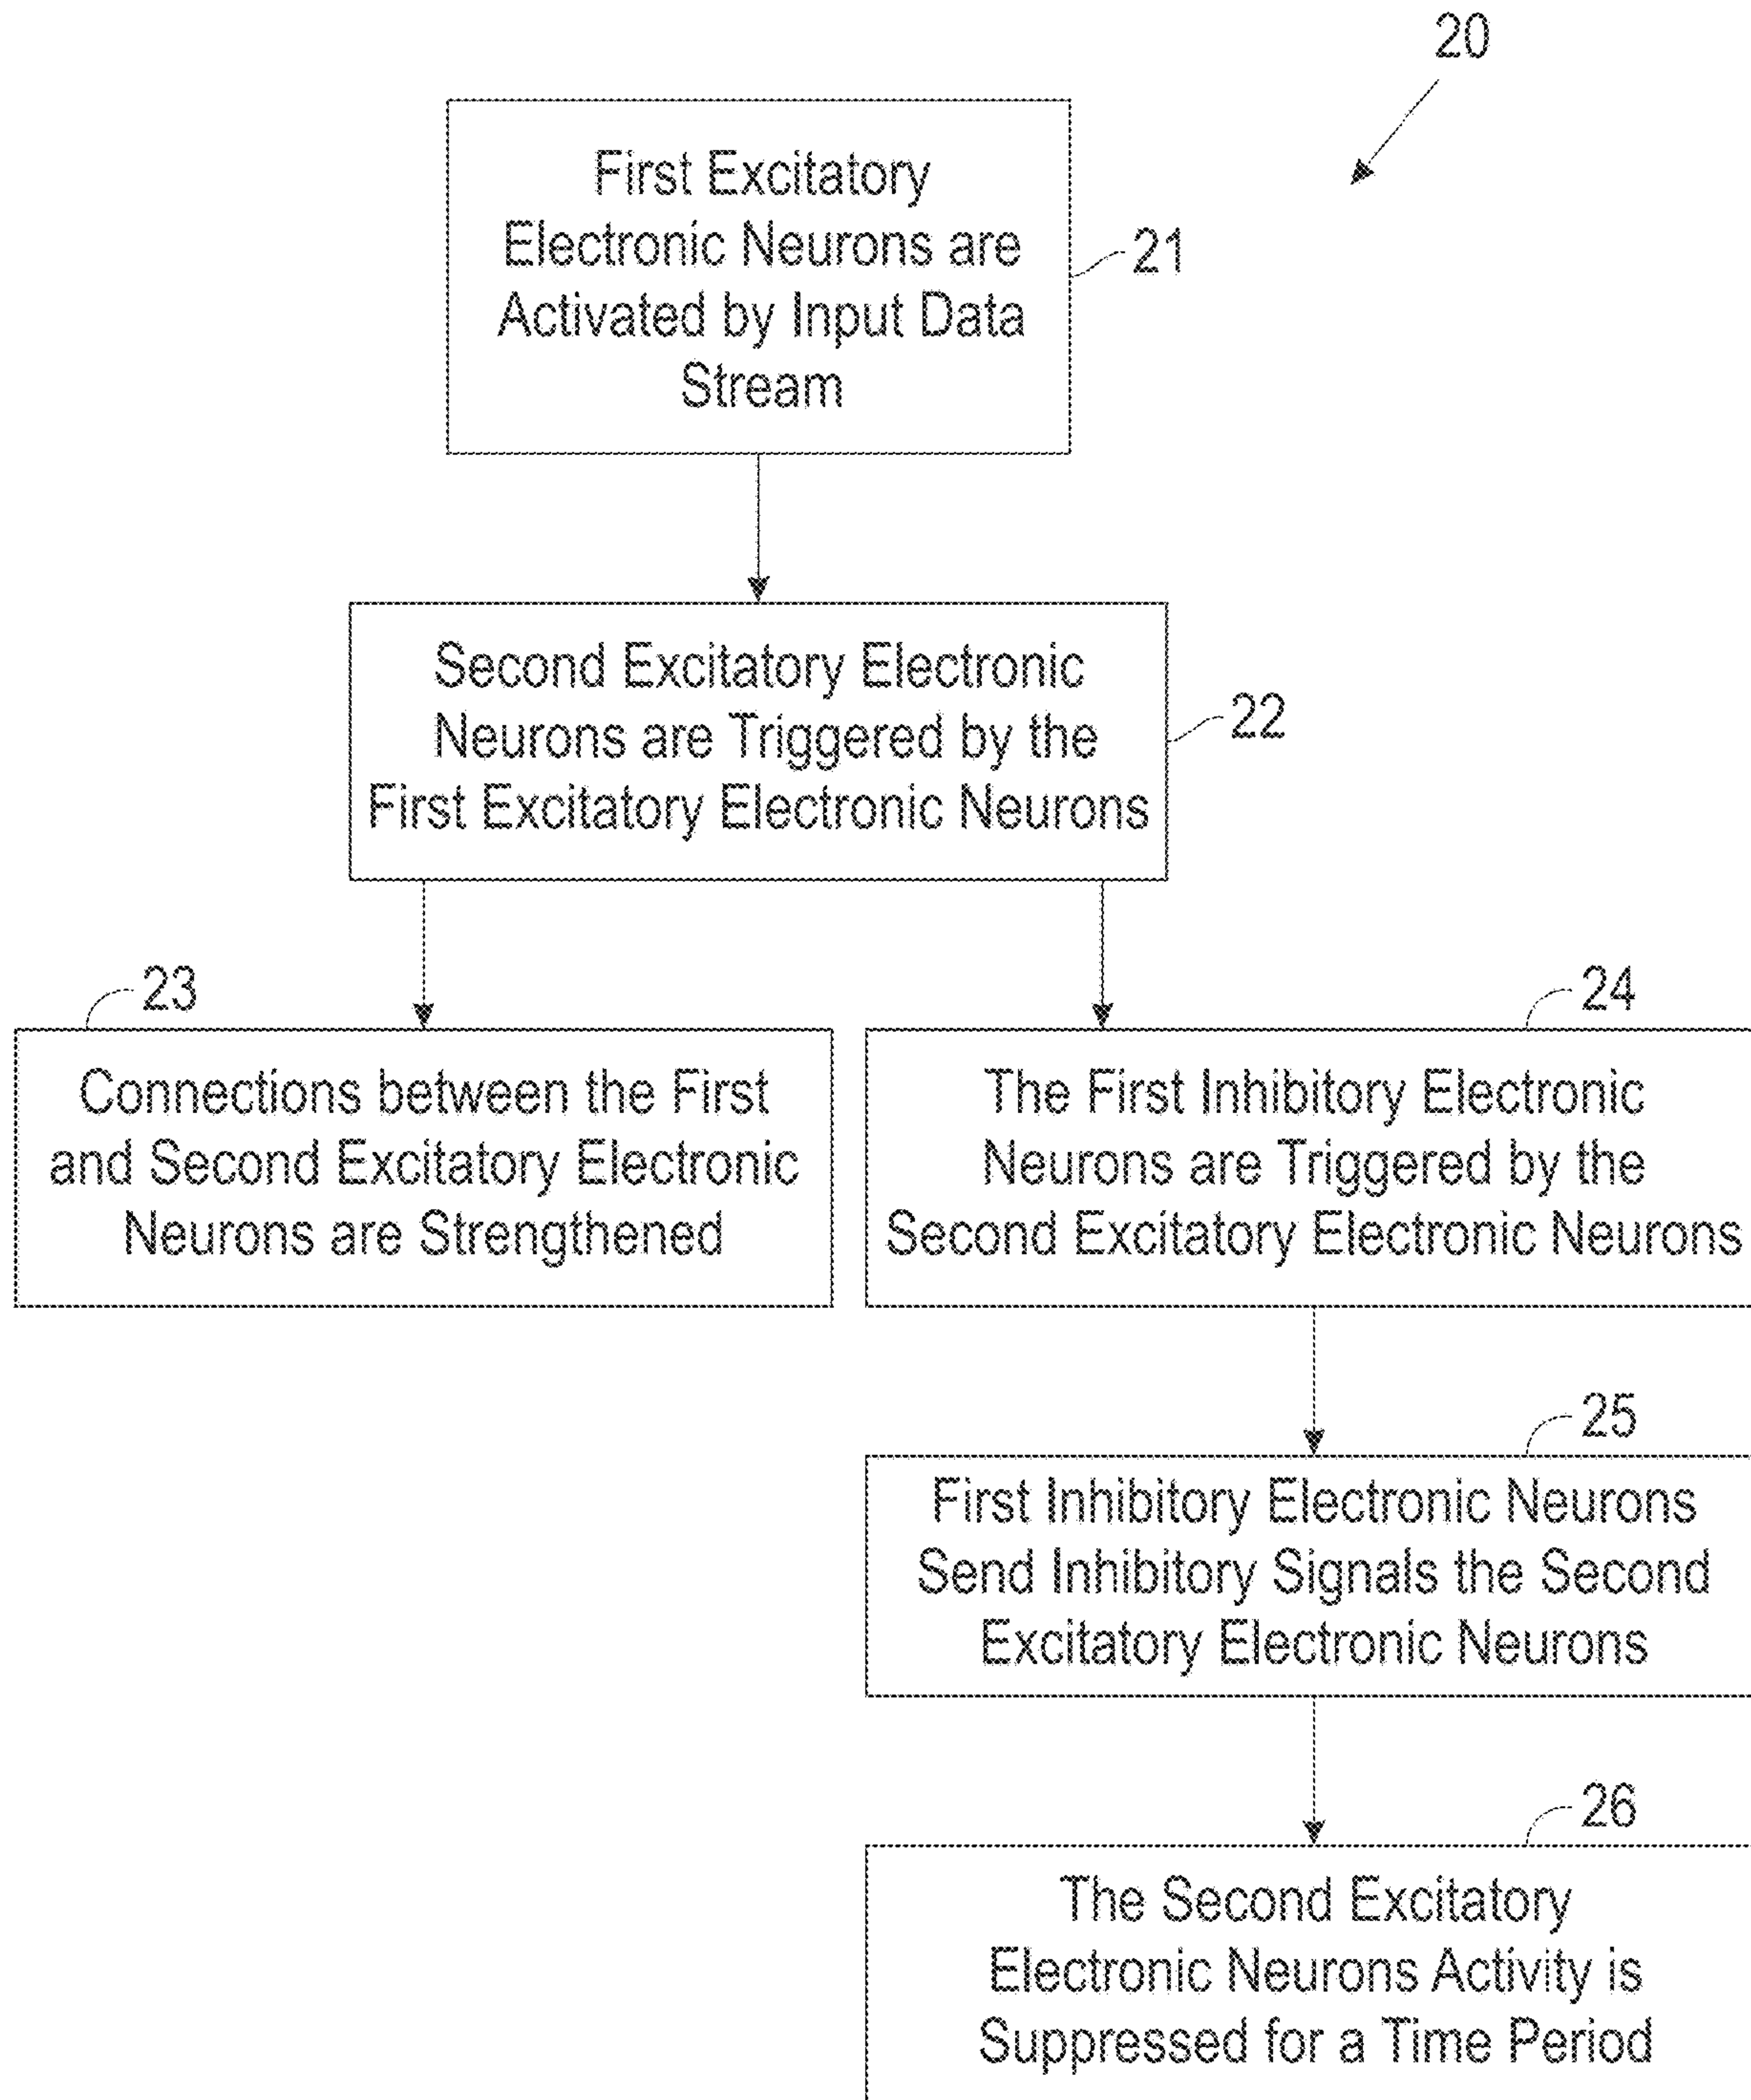 20
First Excitatory
Electronic Neurons are
Activated by Input Data
Stream
21
Second Excitatory Electronic
Neurons are Triggered by the
First Excitatory Electronic Neurons
22
23
Connections between the First
and Second Excitatory Electronic
Neurons are Strengthened
24
The First Inhibitory Electronic
Neurons are Triggered by the
Second Excitatory Electronic Neurons
25
First Inhibitory Electronic Neurons
Send Inhibitory Signals the Second
Excitatory Electronic Neurons
26
The Second Excitatory
Electronic Neurons Activity is
Suppressed for a Time Period